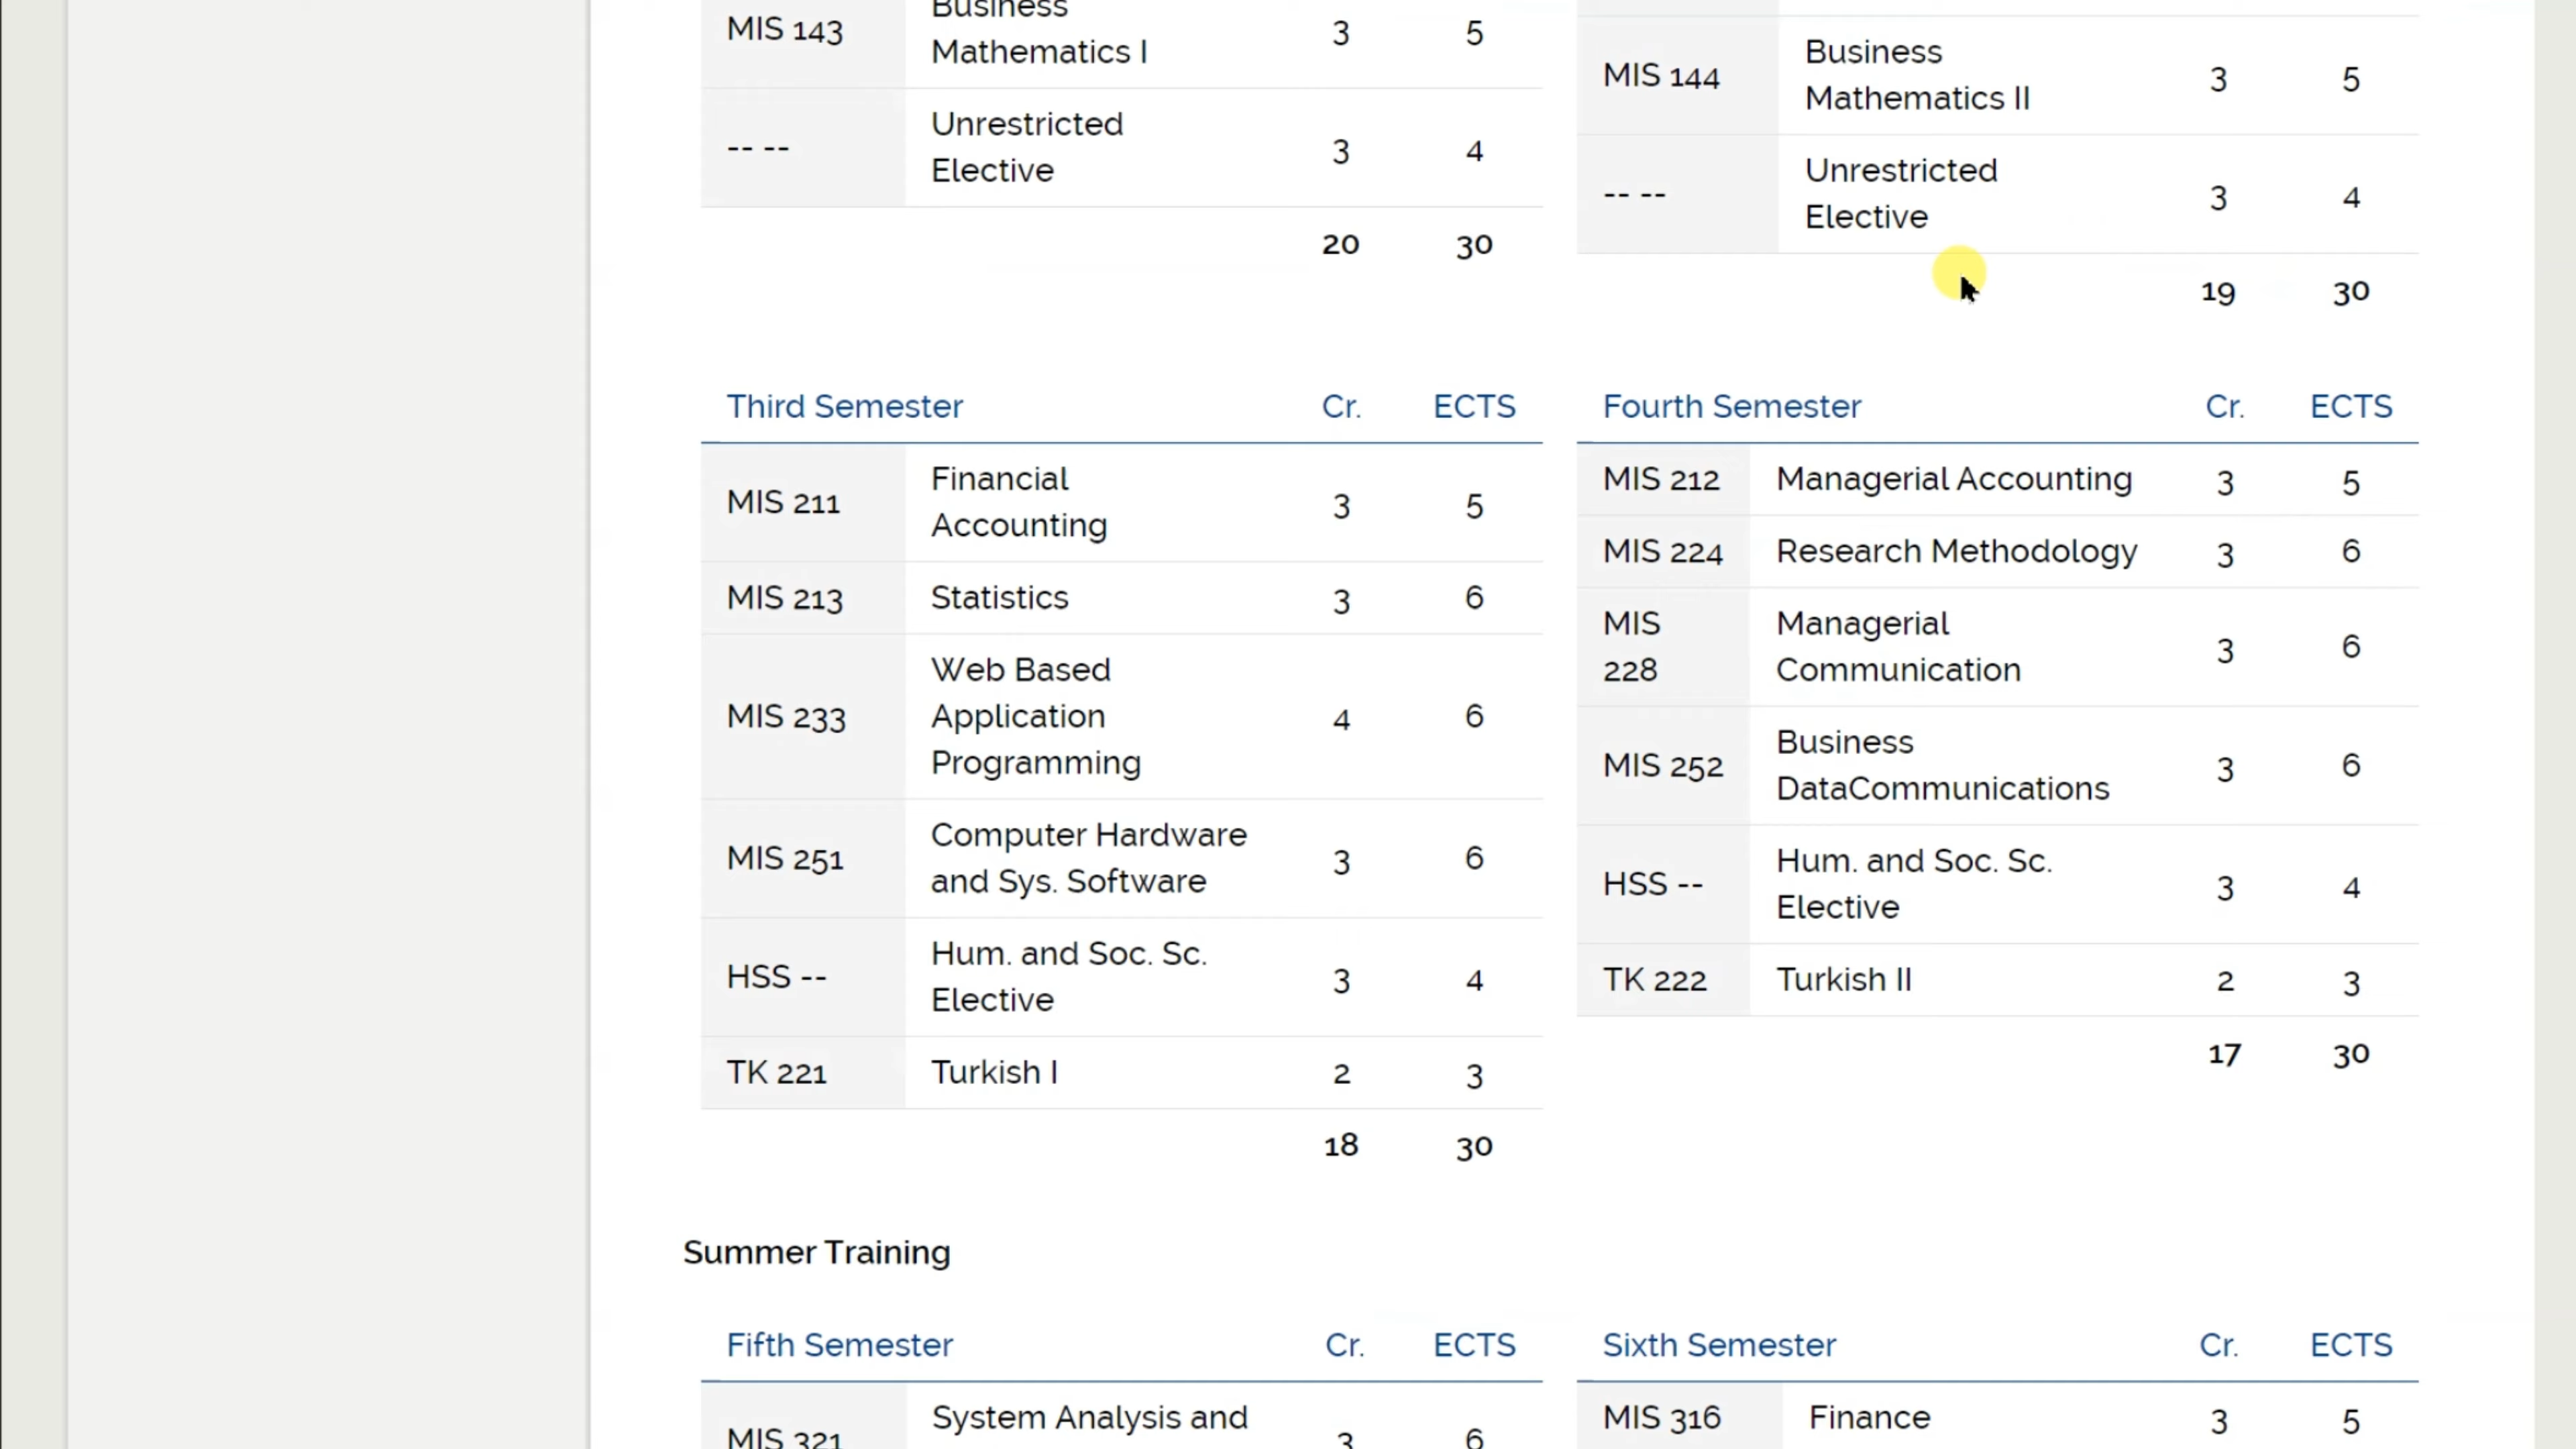 Business
MIS 143
Mathematics I
3
5
-- --
Unrestricted
Elective
3
4
20
30
MIS 144
Business
Mathematics II
3
5
-- --
Unrestricted
Elective
3
4
19
30
Third Semester
Cr.
ECTS
MIS 211
Financial
Accounting
3
5
MIS 213
Statistics
3
6
MIS 233
Web Based
Application
Programming
4
6
MIS 251
Computer Hardware
and Sys. Software
3
6
HSS --
Hum. and Soc. Sc.
Elective
3
4
TK 221
Turkish I
2
3
18
30
Fourth Semester
Cr.
ECTS
MIS 212
Managerial Accounting
3
5
MIS 224
Research Methodology
3
6
MIS
228
Managerial
Communication
3
6
MIS 252
Business
DataCommunications
3
6
HSS --
Hum. and Soc. Sc.
Elective
3
4
TK 222
Turkish II
2
3
17
30
Summer Training
Fifth Semester
Cr.
ECTS
MIS 321
System Analysis and
3
6
Sixth Semester
Cr.
ECTS
MIS 316
Finance
3
5